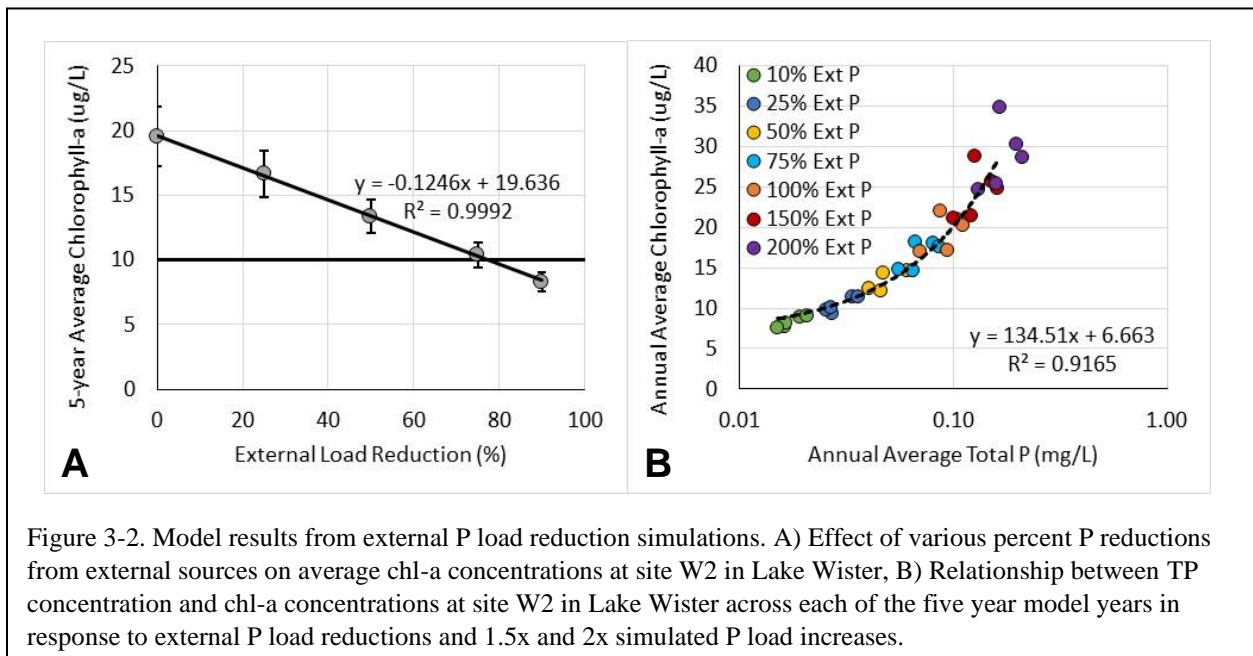 25
20
15
10
5
0
5-year Average Chlorophyll-a (ug/L)
y = -0.1246x + 19.636
R² = 0.9992
0 20 40 60 80 100
External Load Reduction (%)
A
40
35
30
25
20
15
10
5
0
Annual Average Chlorophyll-a (ug/L)
10% Ext P
25% Ext P
50% Ext P
75% Ext P
100% Ext P
150% Ext P
200% Ext P
y = 134.51x + 6.663
R² = 0.9165
0.01 0.10 1.00
Annual Average Total P (mg/L)
B
Figure 3-2. Model results from external P load reduction simulations. A) Effect of various percent P reductions
from external sources on average chl-a concentrations at site W2 in Lake Wister, B) Relationship between TP
concentration and chl-a concentrations at site W2 in Lake Wister across each of the five year model years in
response to external P load reductions and 1.5x and 2x simulated P load increases.